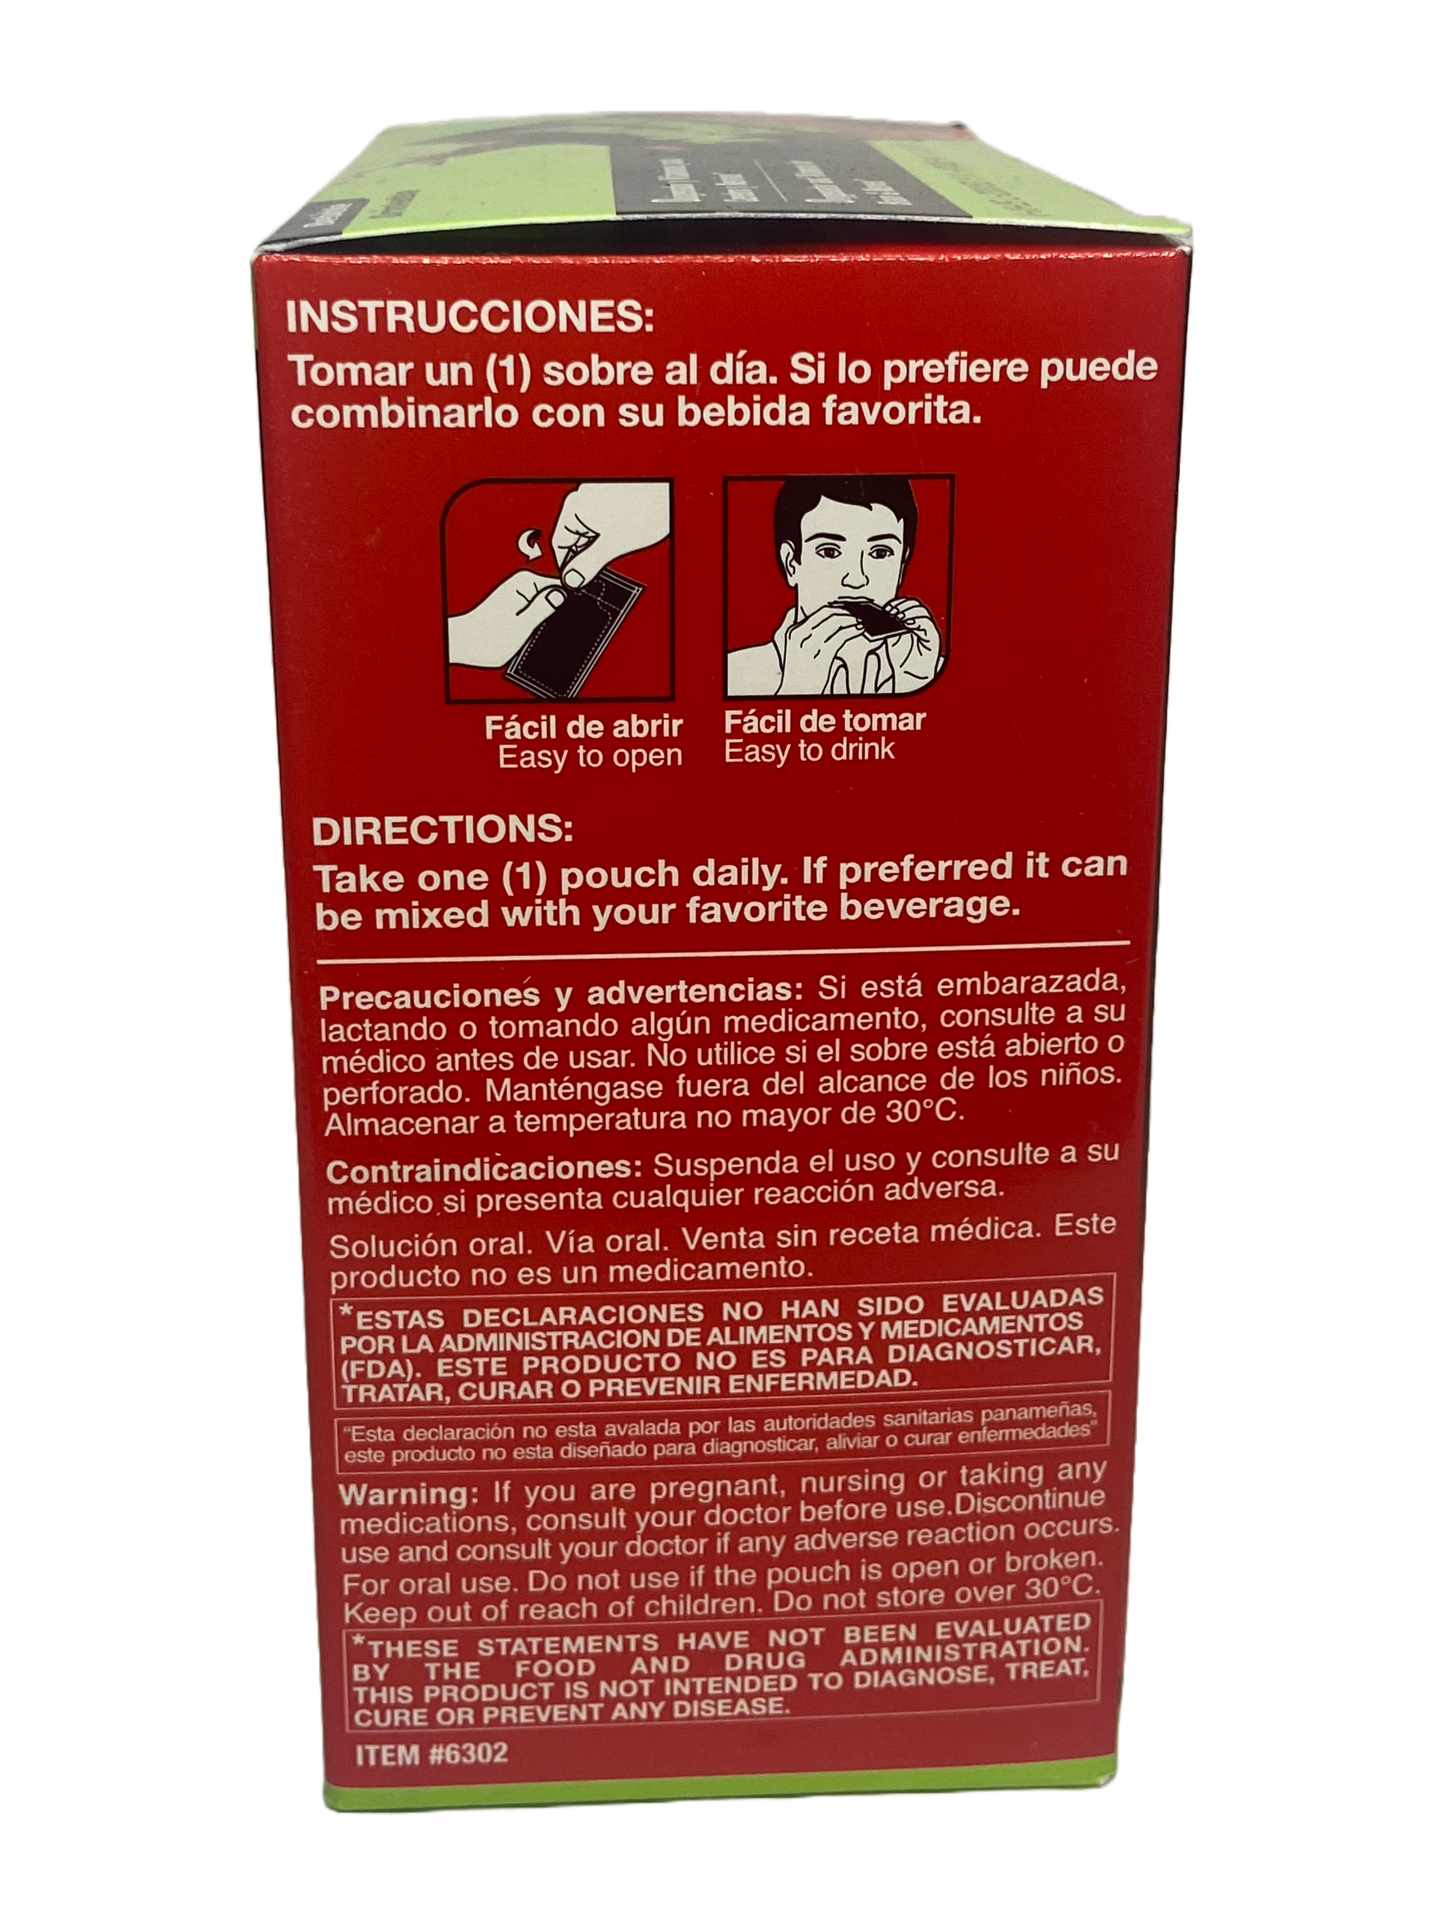 INSTRUCCIONES:
Tomar un (1) sobre al día. Si lo prefiere puede
combinarlo con su bebida favorita.
Fácil de abrir
Easy to open
Fácil de tomar
Easy to drink
DIRECTIONS:
Take one (1) pouch daily. If preferred it can
be mixed with your favorite beverage.
Precauciones y advertencias: Si está embarazada,
lactando o tomando algún medicamento, consulte a su
médico antes de usar. No utilice si el sobre está abierto o
perforado. Manténgase fuera del alcance de los niños.
Almacenar a temperatura no mayor de 30°C.
Contraindicaciones: Suspenda el uso y consulte a su
médico si presenta cualquier reacción adversa.
Solución oral. Vía oral. Venta sin receta médica. Este
producto no es un medicamento.
*ESTAS DECLARACIONES NO HAN SIDO EVALUADAS
POR LA ADMINISTRACION DE ALIMENTOS Y MEDICAMENTOS
(FDA). ESTE PRODUCTO NO ES PARA DIAGNOSTICAR,
TRATAR, CURAR O PREVENIR ENFERMEDAD.
"Esta declaración no esta avalada por las autoridades sanitarias panameñas,
este producto no esta diseñado para diagnosticar, aliviar o curar enfermedades"
Warning: If you are pregnant, nursing or taking any
medications, consult your doctor before use.Discontinue
use and consult your doctor if any adverse reaction occurs.
For oral use. Do not use if the pouch is open or broken.
Keep out of reach of children. Do not store over 30°C.
*THESE STATEMENTS HAVE NOT BEEN EVALUATED
BY THE FOOD AND DRUG ADMINISTRATION.
THIS PRODUCT IS NOT INTENDED TO DIAGNOSE, TREAT,
CURE OR PREVENT ANY DISEASE.
ITEM #6302